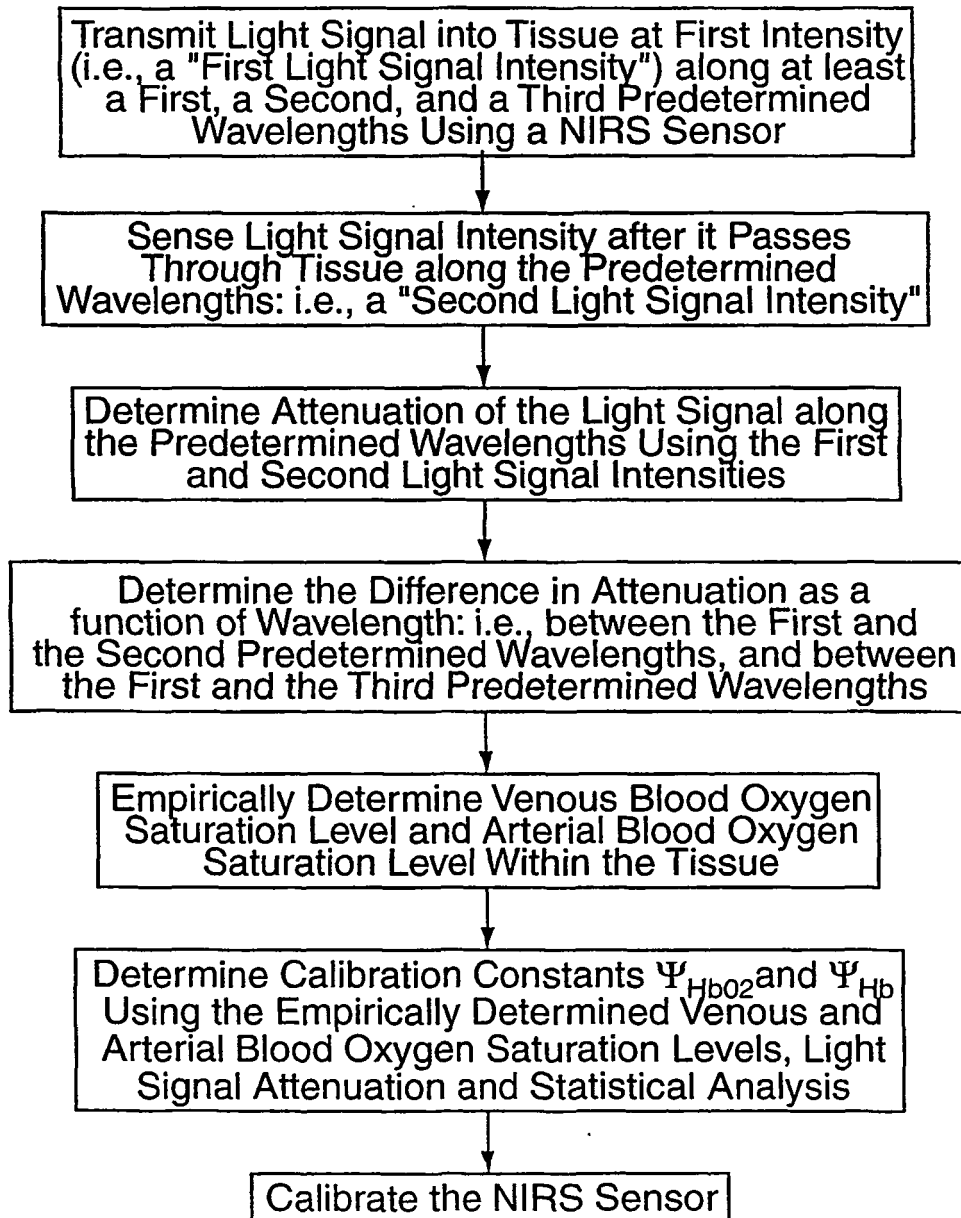 Transmit Light Signal into Tissue at First Intensity
(i.e., a "First Light Signal Intensity") along at least
a First, a Second, and a Third Predetermined
Wavelengths Using a NIRS Sensor
Sense Light Signal Intensity after it Passes
Through Tissue along the Predetermined
Wavelengths: i.e., a "Second Light Signal Intensity"
Determine Attenuation of the Light Signal along
the Predetermined Wavelengths Using the First
and Second Light Signal Intensities
Determine the Difference in Attenuation as a
function of Wavelength: i.e., between the First and
the Second Predetermined Wavelengths, and between
the First and the Third Predetermined Wavelengths
Empirically Determine Venous Blood Oxygen
Saturation Level and Arterial Blood Oxygen
Saturation Level Within the Tissue
Determine Calibration Constants Ψ_HbO2 and Ψ_Hb
Using the Empirically Determined Venous and
Arterial Blood Oxygen Saturation Levels, Light
Signal Attenuation and Statistical Analysis
Calibrate the NIRS Sensor